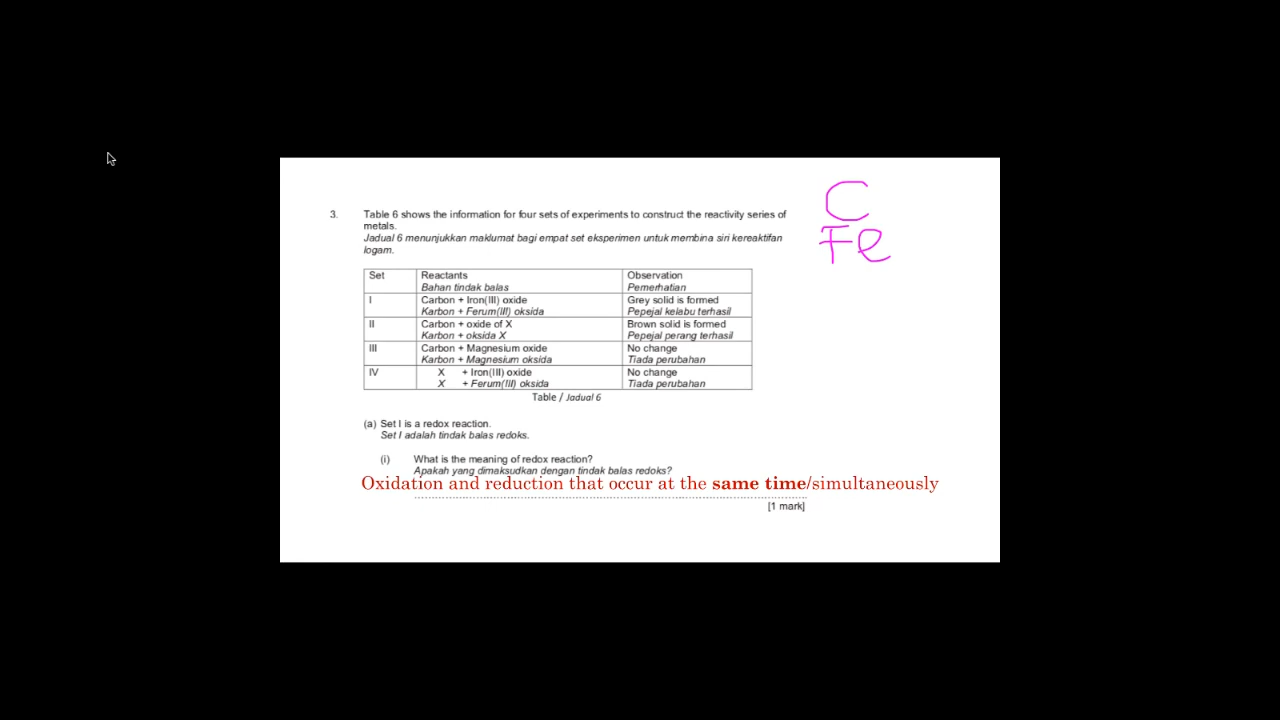 3. Table 6 shows the information for four sets of experiments to construct the reactivity series of
metals.
Jadual 6 menunjukkan maklumat bagi empat set eksperimen untuk membina siri kereaktifan
logam.
C
Fe
Set Reactants Observation
Bahan tindak balas Pemerhatian
I Carbon + Iron(III) oxide Grey solid is formed
Karbon + Ferum(III) oksida Pepejal kelabu terhasil
II Carbon + oxide of X Brown solid is formed
Karbon + oksida X Pepejal perang terhasil
III Carbon + Magnesium oxide No change
Karbon + Magnesium oksida Tiada perubahan
IV X + Iron(III) oxide No change
X + Ferum(III) oksida Tiada perubahan
Table / Jadual 6
(a) Set I is a redox reaction.
Set I adalah tindak balas redoks.
(i) What is the meaning of redox reaction?
Apakah yang dimaksudkan dengan tindak balas redoks?
Oxidation and reduction that occur at the same time/simultaneously
[1 mark]